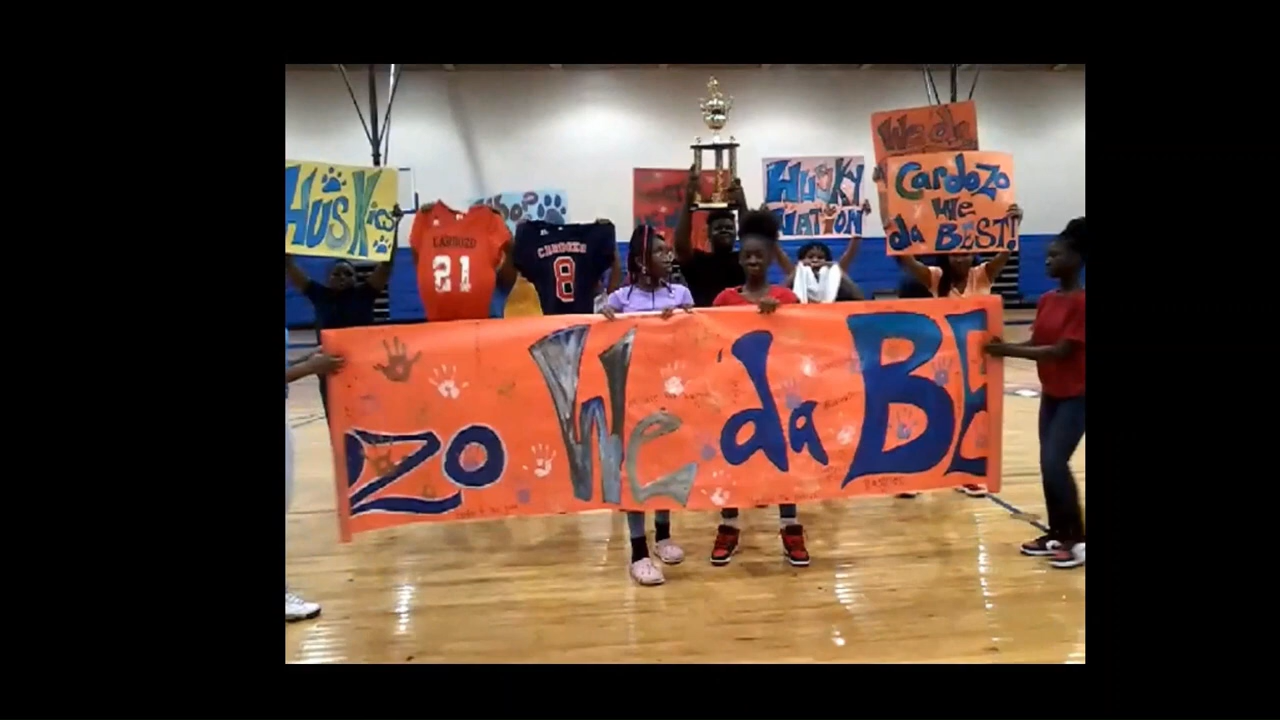 We da
HUSKies
HUSKY
NATION
CardoZo
We
da BEST!
CARDOZO
21
CARDOZO
8
ZO We da BE